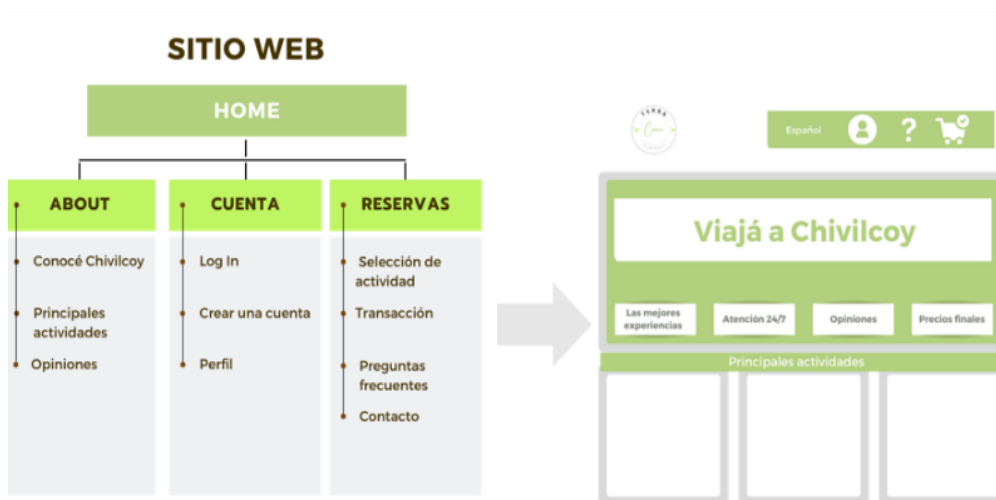 SITIO WEB
HOME
ABOUT
Conocé Chivilcoy
Principales
actividades
Opiniones
CUENTA
Log In
Crear una cuenta
Perfil
RESERVAS
Selección de
actividad
Transacción
Preguntas
frecuentes
Contacto
Español
?
Viajá a Chivilcoy
Las mejores
experiencias
Atención 24/7
Opiniones
Precios finales
Principales actividades